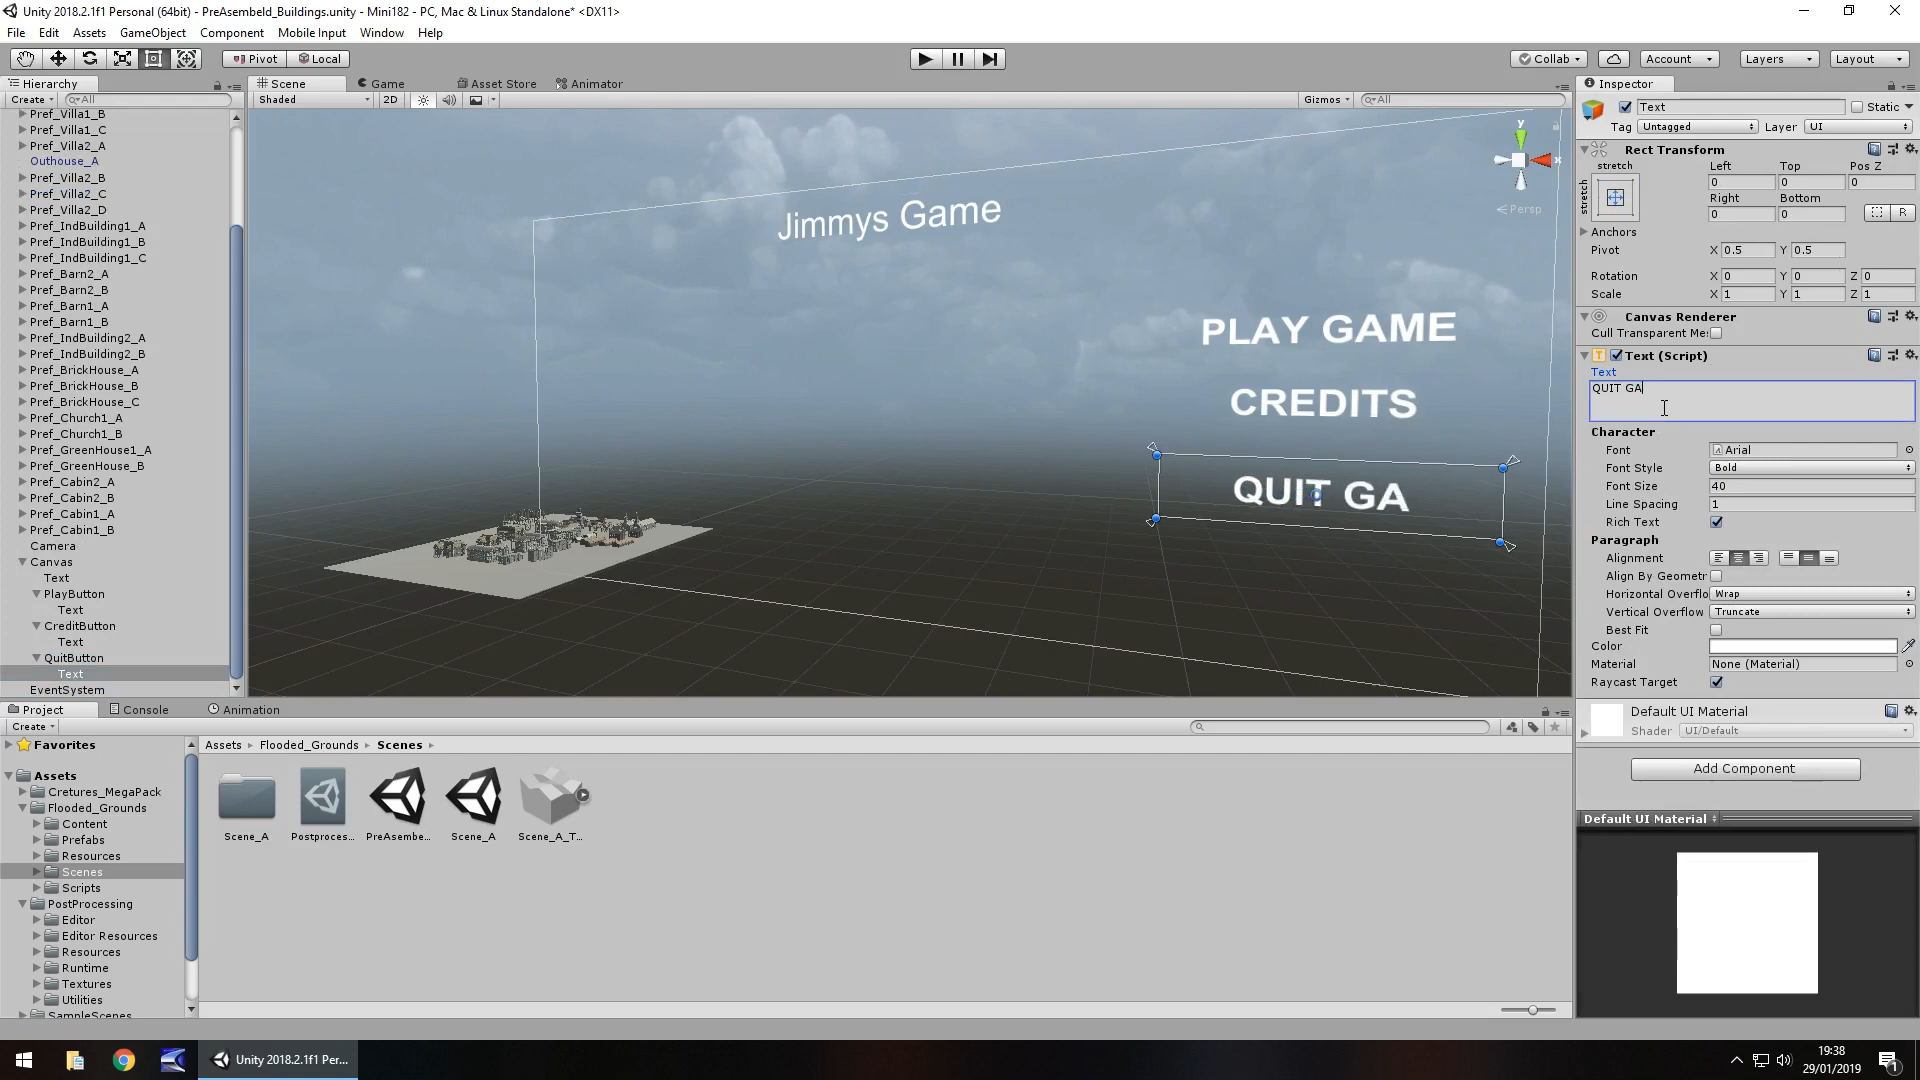 Unity 2018.2.1f1 Personal (64bit) - PreAsembeld_Buildings.unity - Mini182 - PC, Mac & Linux Standalone* <DX11>
File Edit Assets GameObject Component Mobile Input Window Help
Pivot Local Collab Account Layers Layout
Hierarchy
Create All
Pref_Villa1_B
Pref_Villa1_C
Pref_Villa2_A
Outhouse_A
Pref_Villa2_B
Pref_Villa2_C
Pref_Villa2_D
Pref_IndBuilding1_A
Pref_IndBuilding1_B
Pref_IndBuilding1_C
Pref_Barn2_A
Pref_Barn2_B
Pref_Barn1_A
Pref_Barn1_B
Pref_IndBuilding2_A
Pref_IndBuilding2_B
Pref_BrickHouse_A
Pref_BrickHouse_B
Pref_BrickHouse_C
Pref_Church1_A
Pref_Church1_B
Pref_GreenHouse1_A
Pref_GreenHouse_B
Pref_Cabin2_A
Pref_Cabin2_B
Pref_Cabin1_A
Pref_Cabin1_B
Camera
Canvas
Text
PlayButton
Text
CreditButton
Text
QuitButton
Text
EventSystem
Scene Game Asset Store Animator
Shaded 2D Gizmos All
y
x
Persp
Jimmys Game
PLAY GAME
CREDITS
QUIT GA
Inspector
Text Static
Tag Untagged Layer UI
Rect Transform
stretch Left Top Pos Z
stretch 0 0 0
Right Bottom
0 0 R
Anchors
Pivot X 0.5 Y 0.5
Rotation X 0 Y 0 Z 0
Scale X 1 Y 1 Z 1
Canvas Renderer
Cull Transparent Me:
Text (Script)
Text
QUIT GA
Character
Font Arial
Font Style Bold
Font Size 40
Line Spacing 1
Rich Text
Paragraph
Alignment
Align By Geometr
Horizontal Overflo Wrap
Vertical Overflow Truncate
Best Fit
Color
Material None (Material)
Raycast Target
Default UI Material
Shader UI/Default
Add Component
Default UI Material
Project Console Animation
Create
Favorites
Assets
Cretures_MegaPack
Flooded_Grounds
Content
Prefabs
Resources
Scenes
Scripts
PostProcessing
Editor
Editor Resources
Resources
Runtime
Textures
Utilities
SampleScenes
Assets Flooded_Grounds Scenes
Scene_A Postproces... PreAsembe... Scene_A Scene_A_T...
Unity 2018.2.1f1 Per...
19:38
29/01/2019
1